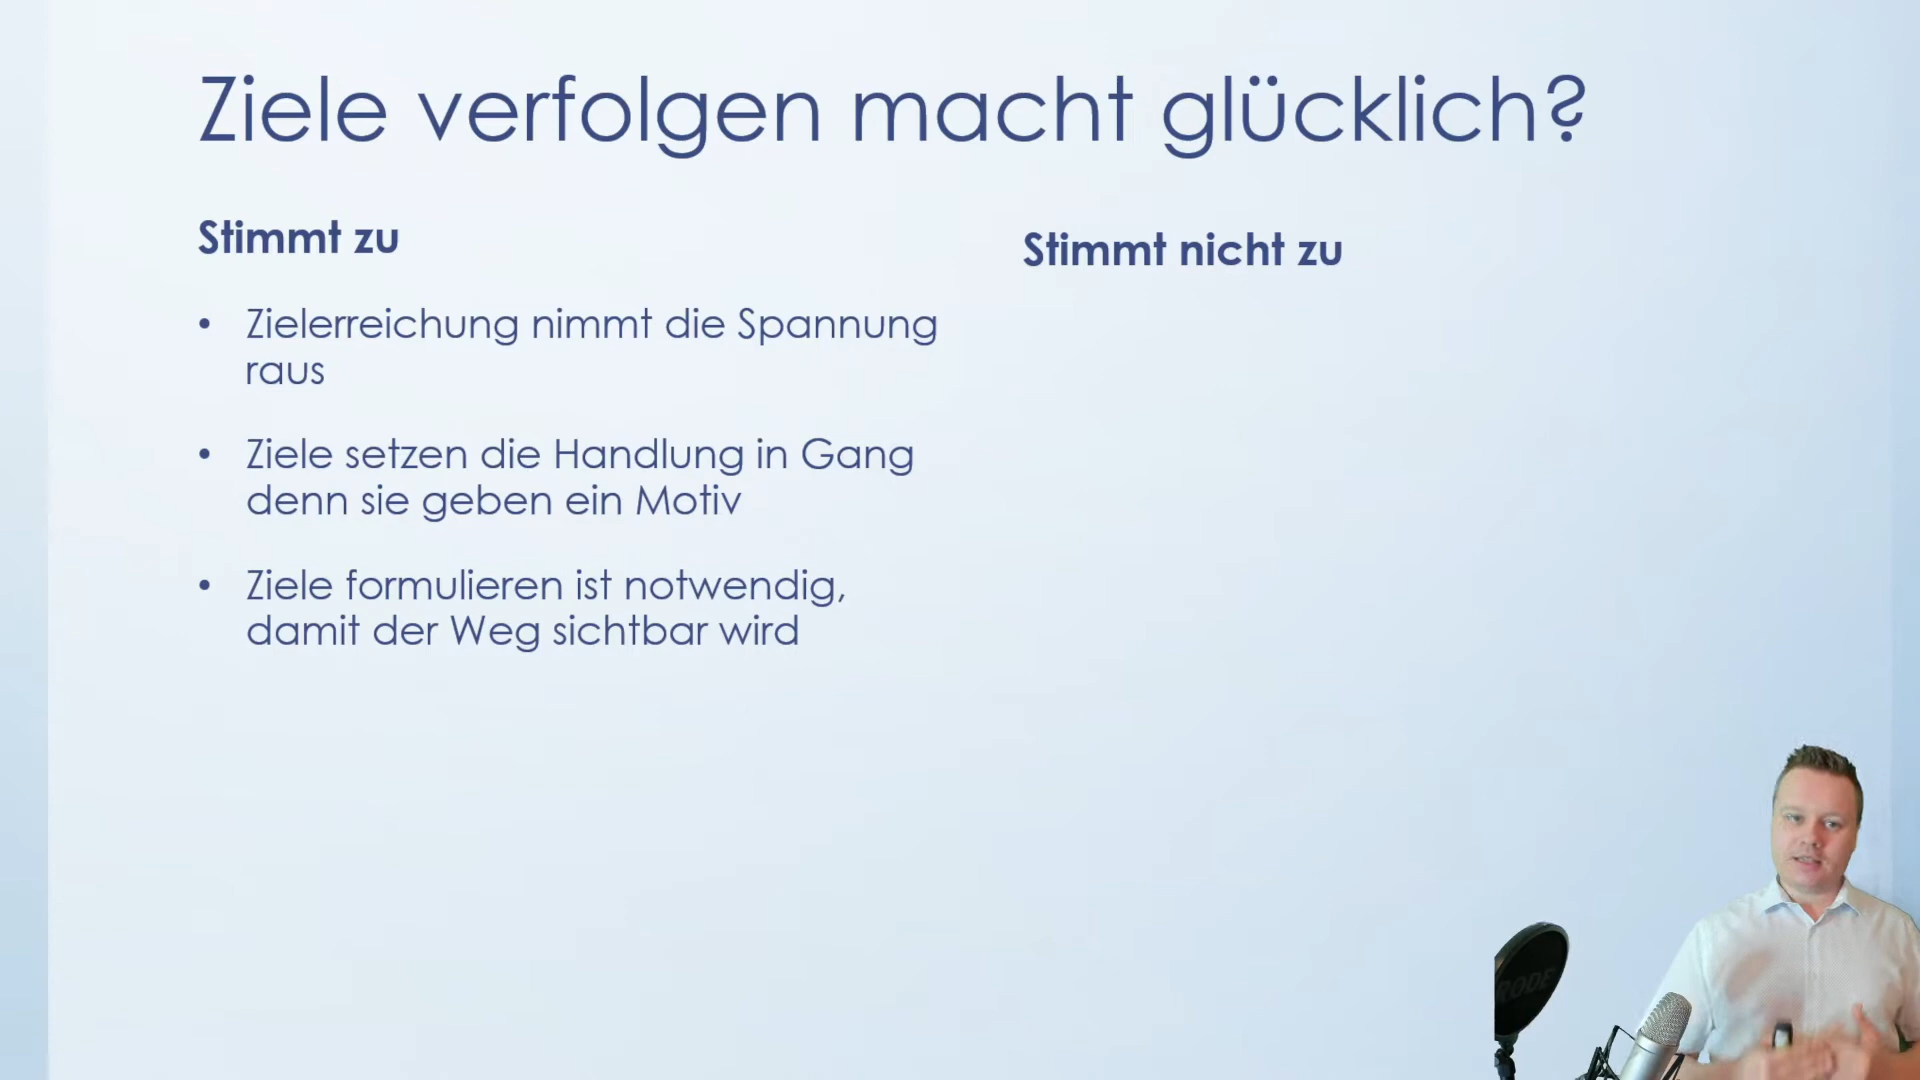 Ziele verfolgen macht glücklich?
Stimmt zu
• Zielerreichung nimmt die Spannung
raus
• Ziele setzen die Handlung in Gang
denn sie geben ein Motiv
• Ziele formulieren ist notwendig,
damit der Weg sichtbar wird
Stimmt nicht zu
RODE